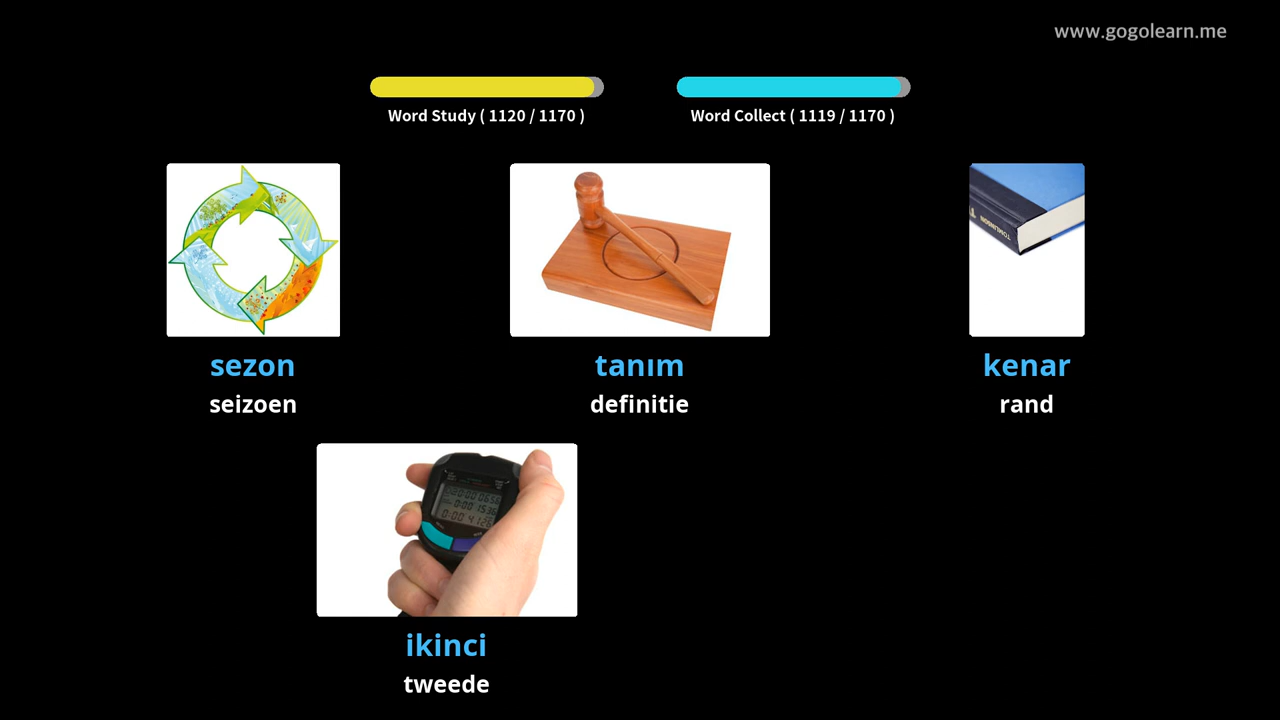 www.gogolearn.me
Word Study ( 1120 / 1170 )
Word Collect ( 1119 / 1170 )
TOMLINSON
sezon
tanım
kenar
seizoen
definitie
rand
ikinci
tweede